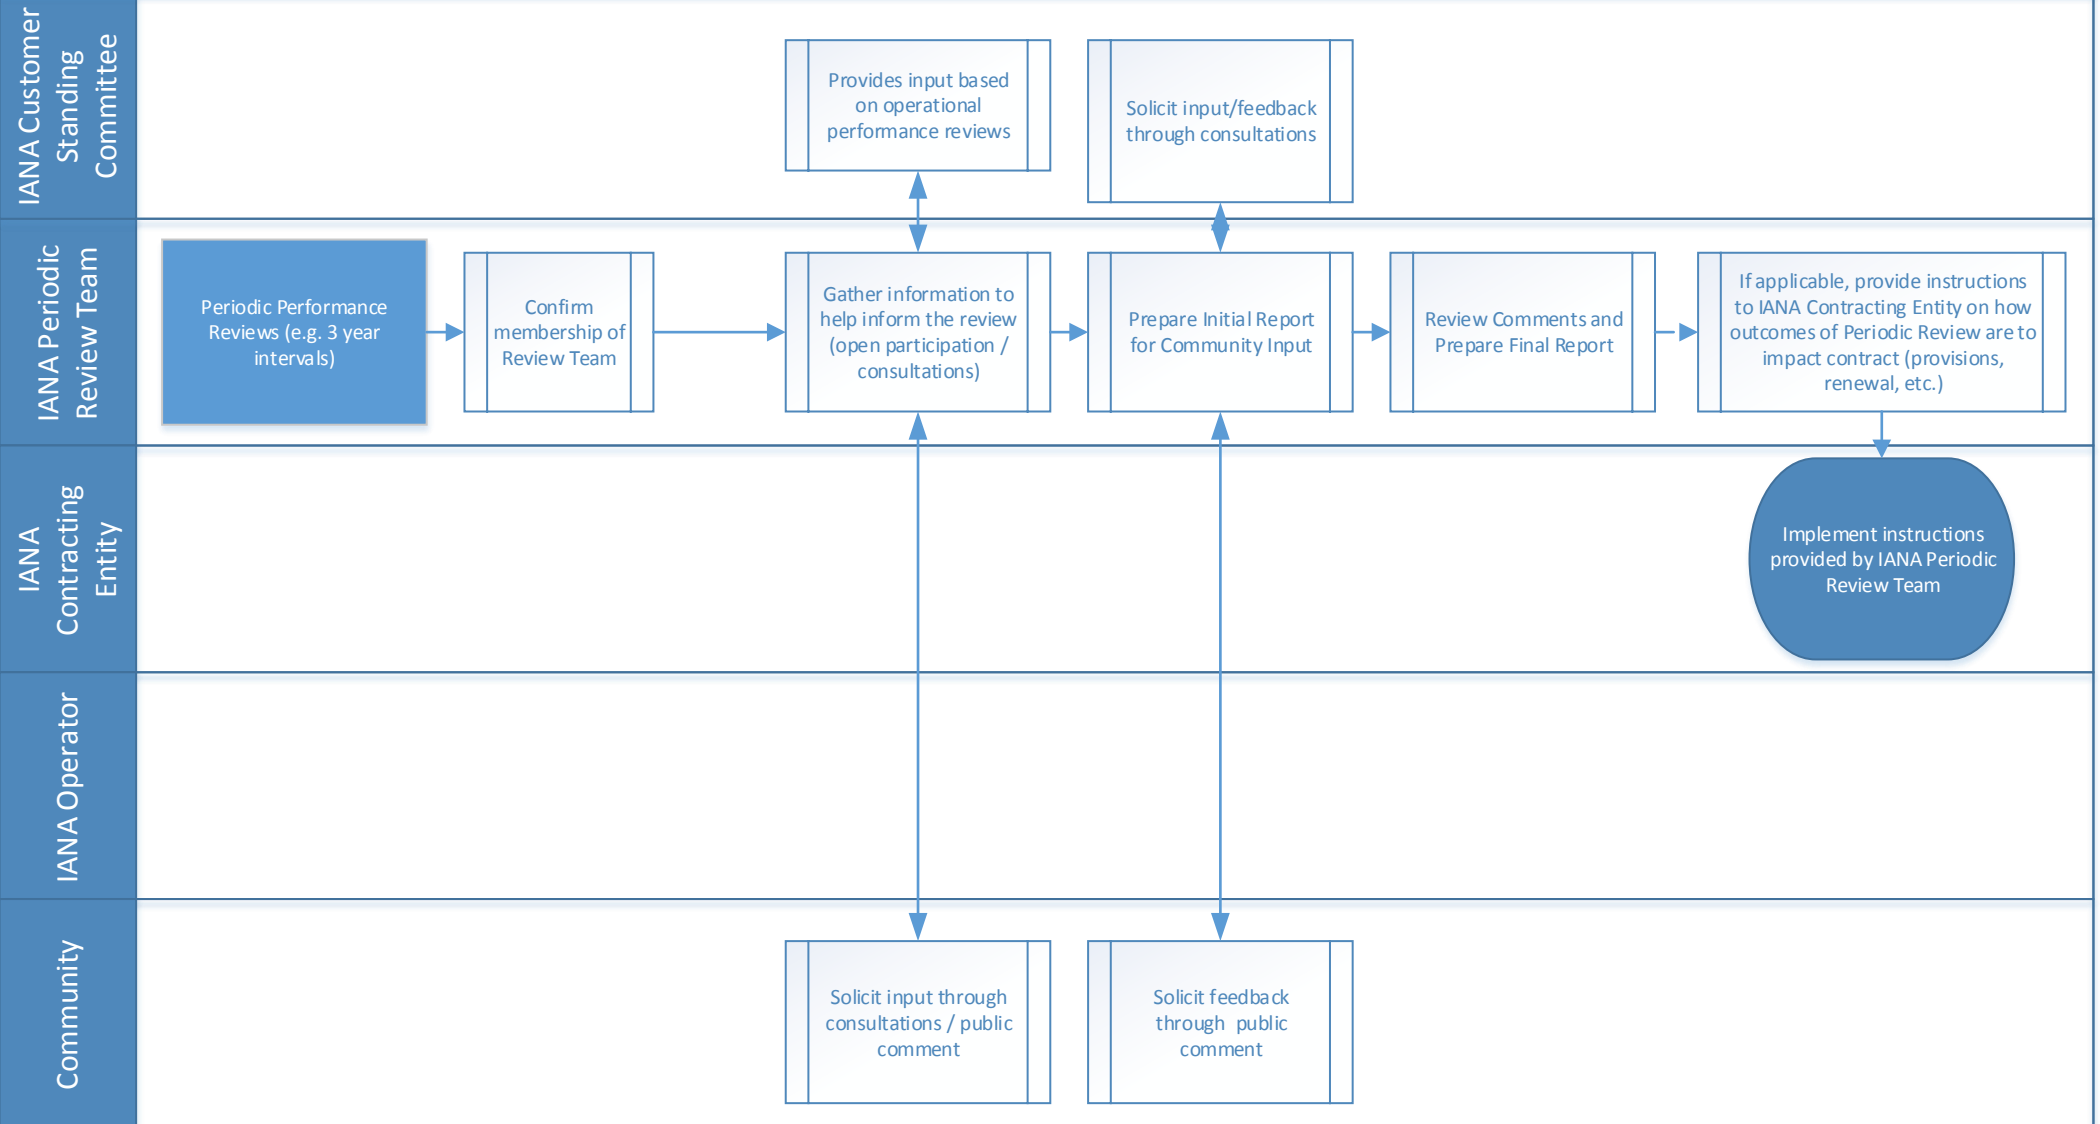 IANA Customer
Standing
Committee
Provides input based
on operational
performance reviews
Solicit input/feedback
through consultations
IANA Periodic
Review Team
Periodic Performance
Reviews (e.g. 3 year
intervals)
Confirm
membership of
Review Team
Gather information to
help inform the review
(open participation /
consultations)
Prepare Initial Report
for Community Input
Review Comments and
Prepare Final Report
If applicable, provide instructions
to IANA Contracting Entity on how
outcomes of Periodic Review are to
impact contract (provisions,
renewal, etc.)
IANA
Contracting
Entity
Implement instructions
provided by IANA Periodic
Review Team
IANA Operator
Community
Solicit input through
consultations / public
comment
Solicit feedback
through public
comment